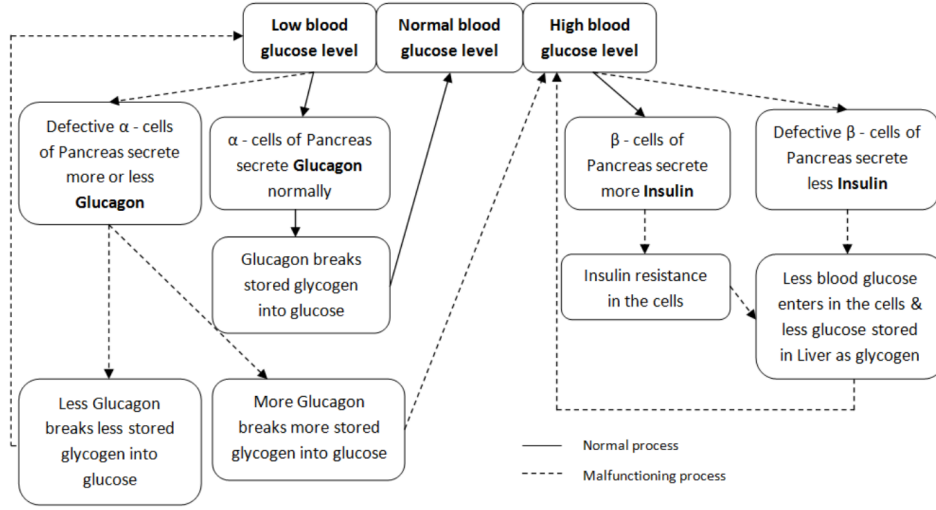 Low blood
glucose level
Normal blood
glucose level
High blood
glucose level
Defective α - cells
of Pancreas secrete
more or less
Glucagon
α - cells of Pancreas
secrete Glucagon
normally
β - cells of
Pancreas secrete
more Insulin
Defective β - cells of
Pancreas secrete
less Insulin
Glucagon breaks
stored glycogen
into glucose
Insulin resistance
in the cells
Less blood glucose
enters in the cells &
less glucose stored
in Liver as glycogen
Less Glucagon
breaks less stored
glycogen into
glucose
More Glucagon
breaks more stored
glycogen into glucose
Normal process
Malfunctioning process